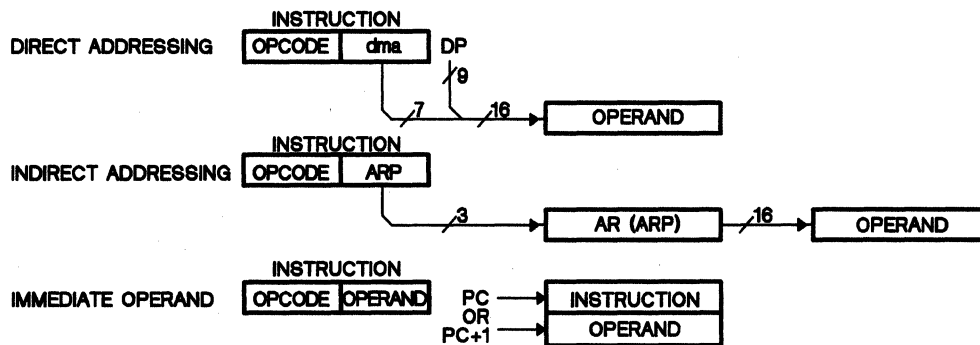 INSTRUCTION
DIRECT ADDRESSING OPCODE dma DP
9
7 16 OPERAND
INSTRUCTION
INDIRECT ADDRESSING OPCODE ARP
3 AR (ARP) 16 OPERAND
INSTRUCTION
IMMEDIATE OPERAND OPCODE OPERAND PC INSTRUCTION
OR
PC+1 OPERAND